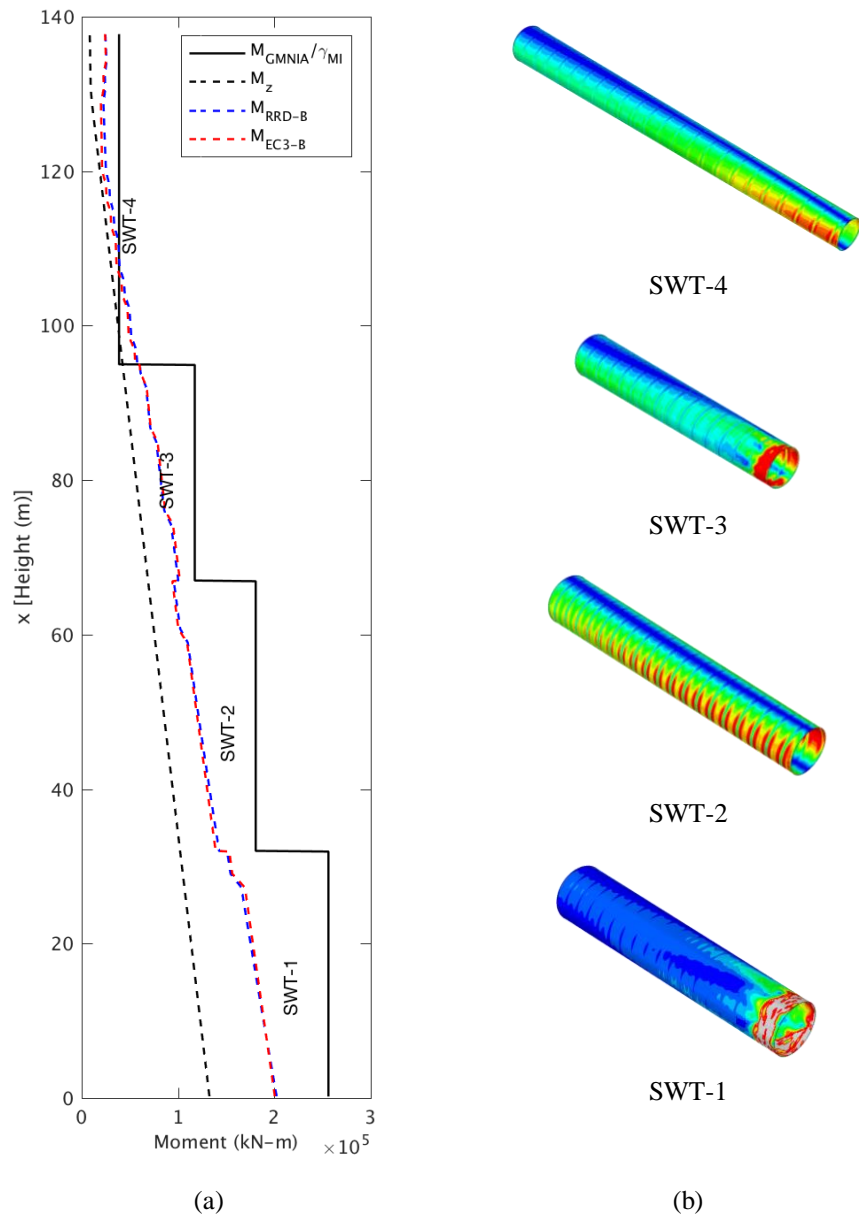 140
120
100
80
60
40
20
0
x [Height (m)]
0
1
2
3
Moment (kN-m)
×10^5
M_GMNIA/γ_MI
M_z
M_RRD-B
M_EC3-B
SWT-4
SWT-3
SWT-2
SWT-1
(a)
SWT-4
SWT-3
SWT-2
SWT-1
(b)